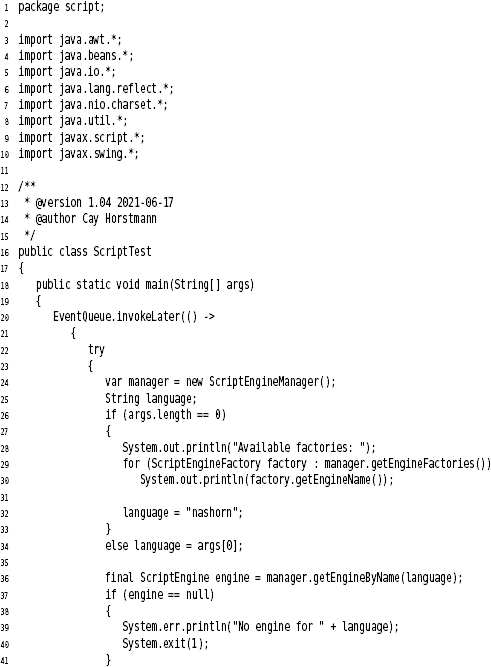 1 package script;
2
3 import java.awt.*;
4 import java.beans.*;
5 import java.io.*;
6 import java.lang.reflect.*;
7 import java.nio.charset.*;
8 import java.util.*;
9 import javax.script.*;
10 import javax.swing.*;
11
12 /**
13  * @version 1.04 2021-06-17
14  * @author Cay Horstmann
15  */
16 public class ScriptTest
17 {
18    public static void main(String[] args)
19    {
20       EventQueue.invokeLater(() ->
21          {
22             try
23             {
24                var manager = new ScriptEngineManager();
25                String language;
26                if (args.length == 0)
27                {
28                   System.out.println("Available factories: ");
29                   for (ScriptEngineFactory factory : manager.getEngineFactories())
30                      System.out.println(factory.getEngineName());
31
32                   language = "nashorn";
33                }
34                else language = args[0];
35
36                final ScriptEngine engine = manager.getEngineByName(language);
37                if (engine == null)
38                {
39                   System.err.println("No engine for " + language);
40                   System.exit(1);
41                }